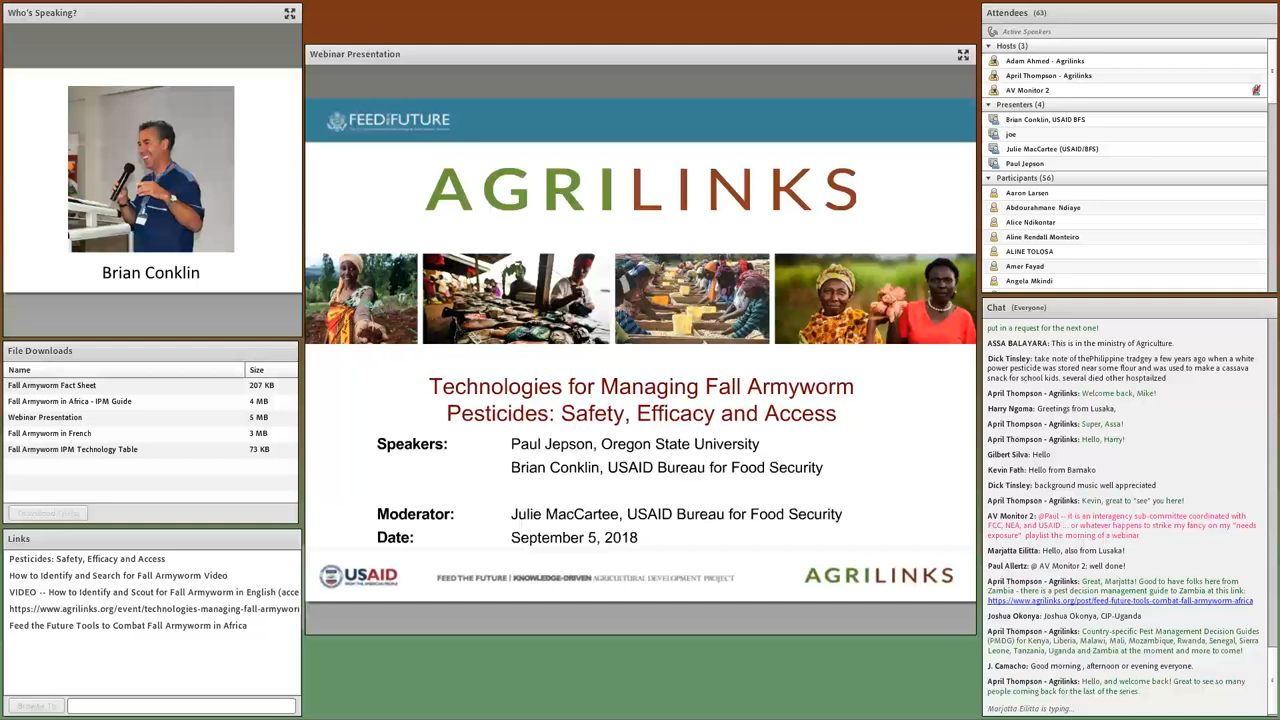 Who's Speaking?
Brian Conklin
File Downloads
Name Size
Fall Armyworm Fact Sheet 207 KB
Fall Armyworm in Africa - IPM Guide 4 MB
Webinar Presentation 5 MB
Fall Armyworm in French 3 MB
Fall Armyworm IPM Technology Table 73 KB
Links
Pesticides: Safety, Efficacy and Access
How to Identify and Search for Fall Armyworm Video
VIDEO -- How to Identify and Scout for Fall Armyworm in English (acce
https://www.agrilinks.org/event/technologies-managing-fall-armyworr
Feed the Future Tools to Combat Fall Armyworm in Africa
Browse To
Webinar Presentation
FEED THE FUTURE
AGRILINKS
Technologies for Managing Fall Armyworm
Pesticides: Safety, Efficacy and Access
Speakers: Paul Jepson, Oregon State University
Brian Conklin, USAID Bureau for Food Security
Moderator: Julie MacCartee, USAID Bureau for Food Security
Date: September 5, 2018
USAID
FROM THE AMERICAN PEOPLE
FEED THE FUTURE | KNOWLEDGE-DRIVEN AGRICULTURAL DEVELOPMENT PROJECT
AGRILINKS
Attendees (63)
Active Speakers
Hosts (3)
Adam Ahmed - Agrilinks
April Thompson - Agrilinks
AV Monitor 2
Presenters (4)
Brian Conklin, USAID BFS
joe
Julie MacCartee (USAID/BFS)
Paul Jepson
Participants (56)
Aaron Larsen
Abdourahmane Ndiaye
Alice Ndikontar
Aline Rendall Monteiro
ALINE TOLOSA
Amer Fayad
Angela Mkindi
Chat (Everyone)
put in a request for the next one!
ASSA BALAYARA: This is in the ministry of Agriculture.
Dick Tinsley: take note of thePhilippine tradgey a few years ago when a white
power pesticide was stored near some flour and was used to make a cassava
snack for school kids. several died other hosptailzed
April Thompson - Agrilinks: Welcome back, Mike!
Harry Ngoma: Greetings from Lusaka,
April Thompson - Agrilinks: Super, Assa!
April Thompson - Agrilinks: Hello, Harry!
Gilbert Silva: Hello
Kevin Fath: Hello from Bamako
Dick Tinsley: background music well appreciated
April Thompson - Agrilinks: Kevin, great to "see" you here!
AV Monitor 2: @Paul -- it is an interagency sub-committee coordinated with
FCC, NEA, and USAID ... or whatever happens to strike my fancy on my "needs
exposure" playlist the morning of a webinar
Marjatta Eilitta: Hello, also from Lusaka!
Paul Allertz: @ AV Monitor 2: well done!
April Thompson - Agrilinks: Great, Marjatta! Good to have folks here from
Zambia - there is a pest decision management guide to Zambia at this link:
https://www.agrilinks.org/post/feed-future-tools-combat-fall-armyworm-africa
Joshua Okonya: Joshua Okonya, CIP-Uganda
April Thompson - Agrilinks: Country-specific Pest Management Decision Guides
(PMDG) for Kenya, Liberia, Malawi, Mali, Mozambique, Rwanda, Senegal, Sierra
Leone, Tanzania, Uganda and Zambia at the moment and more to come!
J. Camacho: Good morning , afternoon or evening everyone.
April Thompson - Agrilinks: Hello, and welcome back! Great to see so many
people coming back for the last of the series.
Marjatta Eilitta is typing...